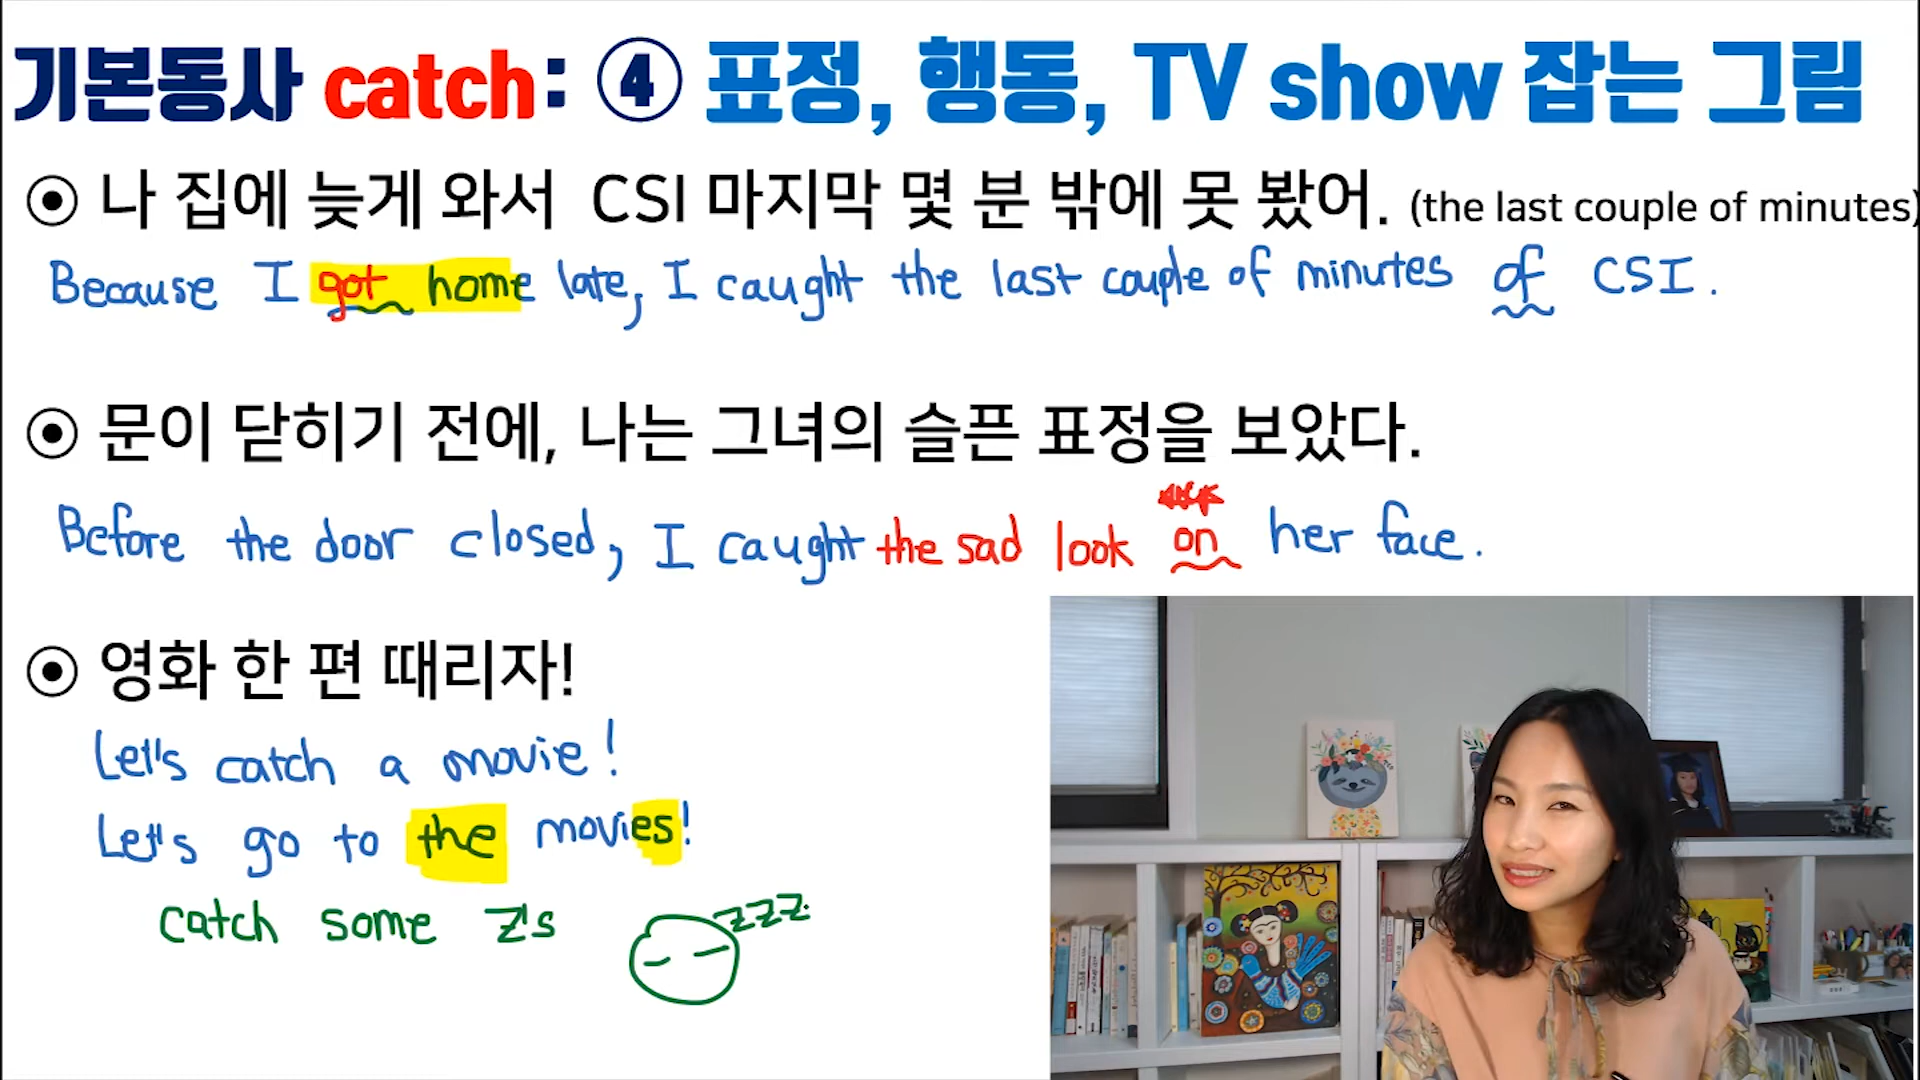 기본동사 catch: ④ 표정, 행동, TV show 잡는 그림
⊙ 나 집에 늦게 와서 CSI 마지막 몇 분 밖에 못 봤어. (the last couple of minutes)
Because I got home late, I caught the last couple of minutes of CSI.
⊙ 문이 닫히기 전에, 나는 그녀의 슬픈 표정을 보았다.
Before the door closed, I caught the sad look on her face.
⊙ 영화 한 편 때리자!
Let's catch a movie!
Let's go to the movies!
catch some Z's
zzz